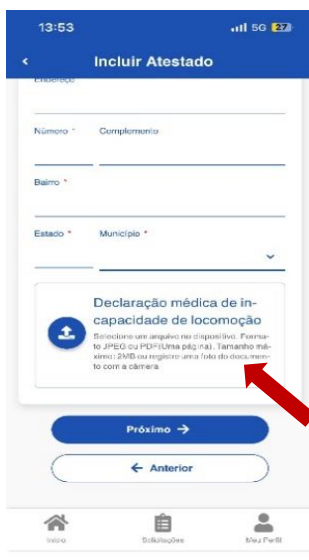 13:53
5G 27
Incluir Atestado
Endereço
Número * Complemento
Bairro *
Estado * Município *
Declaração médica de in-
capacidade de locomoção
Selecione um arquivo no dispositivo. Forma-
to JPEG ou PDF(Uma página). Tamanho má-
ximo: 2MB ou registre uma foto do documen-
to com a câmera
Próximo →
← Anterior
Início Solicitações Meu Perfil